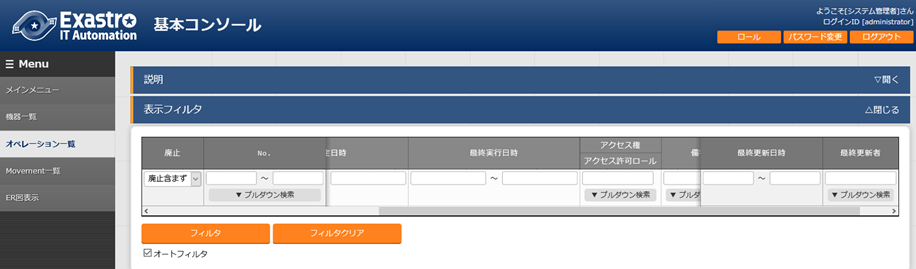 Exastro
IT Automation
基本コンソール
ようこそ[システム管理者]さん
ログインID [administrator]
ロール
パスワード変更
ログアウト
Menu
メインメニュー
機器一覧
オペレーション一覧
Movement一覧
ER図表示
説明
▽開く
表示フィルタ
△閉じる
廃止
No.
定日時
最終実行日時
アクセス権
アクセス許可ロール
備
最終更新日時
最終更新者
廃止含まず
～
～
～
▼ プルダウン検索
▼ プルダウン検索
▼ プルダ
▼ プルダウン検索
フィルタ
フィルタクリア
オートフィルタ